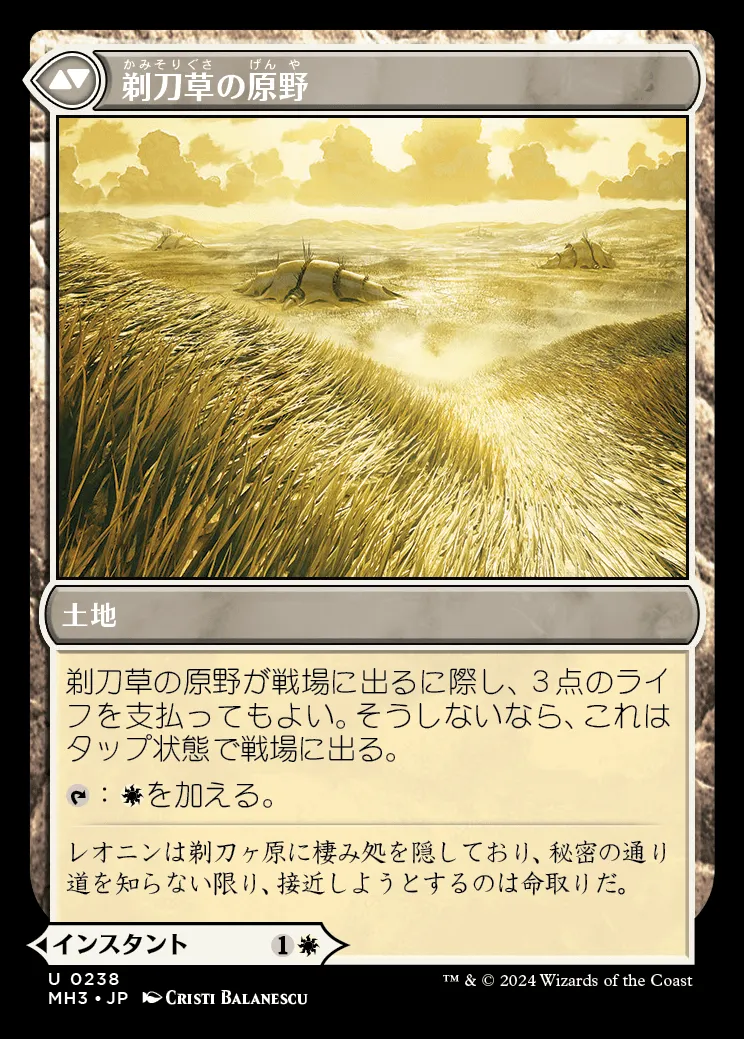 かみそりぐさ げんや
剃刀草の原野
土地
剃刀草の原野が戦場に出るに際し、３点のライ
フを支払ってもよい。そうしないなら、これは
タップ状態で戦場に出る。
：を加える。
レオニンは剃刀ヶ原に棲み処を隠しており、秘密の通り
道を知らない限り、接近しようとするのは命取りだ。
インスタント 1
U 0238
MH3 • JP CRISTI BALANESCU
™ & © 2024 Wizards of the Coast